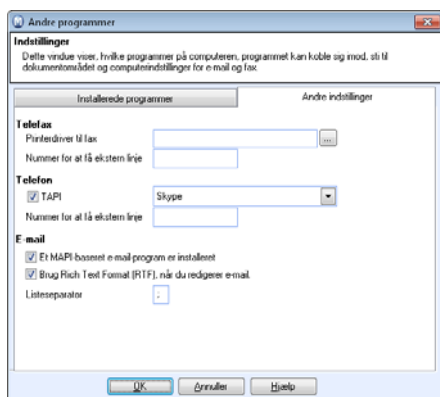 Andre programmer
Indstillinger
Dette vindue viser, hvilke programmer på computeren, programmet kan koble sig mod, sti til
dokumentområdet og computerindstillinger for e-mail og fax.
Installerede programmer
Andre indstillinger
Telefax
Printerdriver til fax
...
Nummer for at få ekstern linje
Telefon
TAPI
Skype
Nummer for at få ekstern linje
E-mail
Et MAPI-baseret e-mail-program er installeret
Brug Rich Text Format (RTF), når du redigerer e-mail.
Listeseparator
;
OK
Annuller
Hjælp